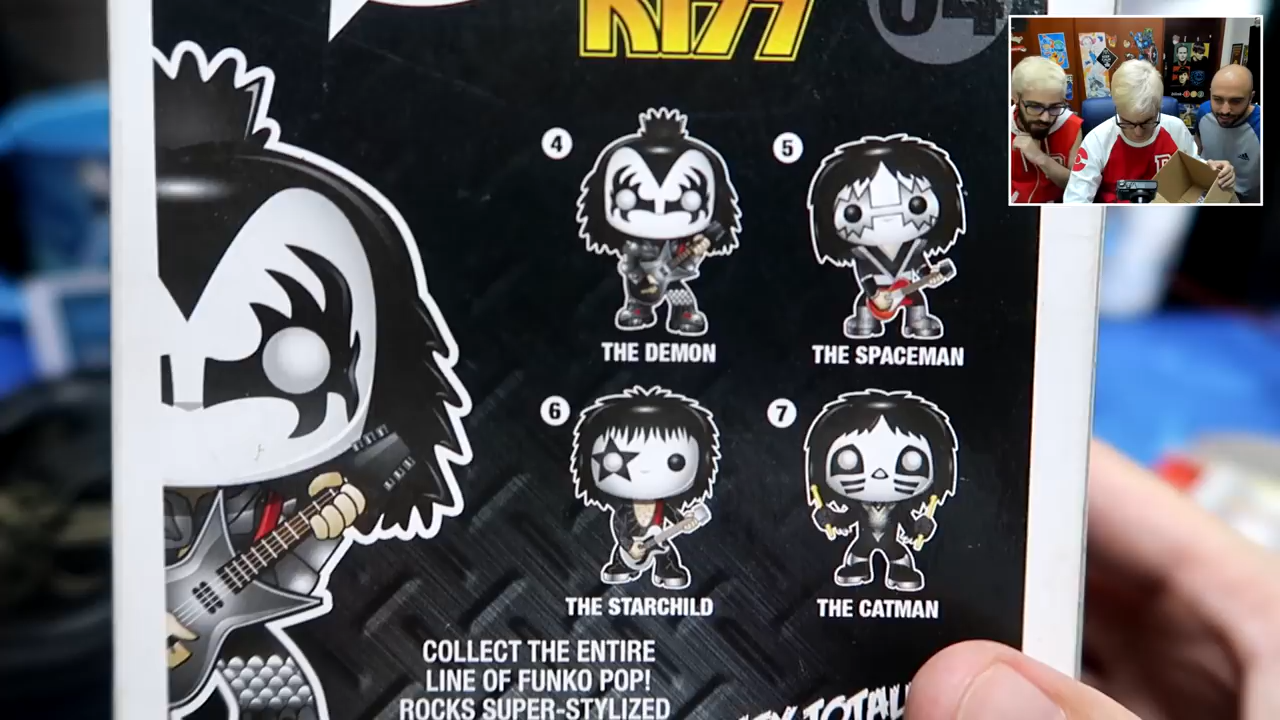 KISS
04
4
5
THE DEMON
THE SPACEMAN
6
7
THE STARCHILD
THE CATMAN
COLLECT THE ENTIRE
LINE OF FUNKO POP!
ROCKS SUPER-STYLIZED